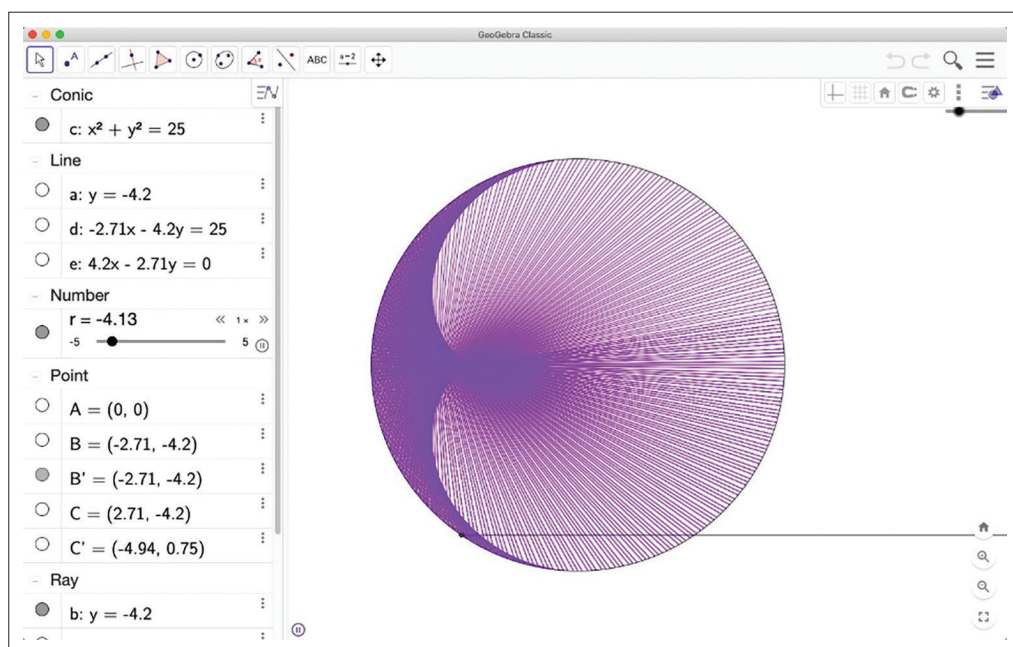 GeoGebra Classic
ABC a=2
Conic
c: x² + y² = 25
Line
a: y = -4.2
d: -2.71x - 4.2y = 25
e: 4.2x - 2.71y = 0
Number
r = -4.13 1 ×
-5 5
Point
A = (0, 0)
B = (-2.71, -4.2)
B' = (-2.71, -4.2)
C = (2.71, -4.2)
C' = (-4.94, 0.75)
Ray
b: y = -4.2